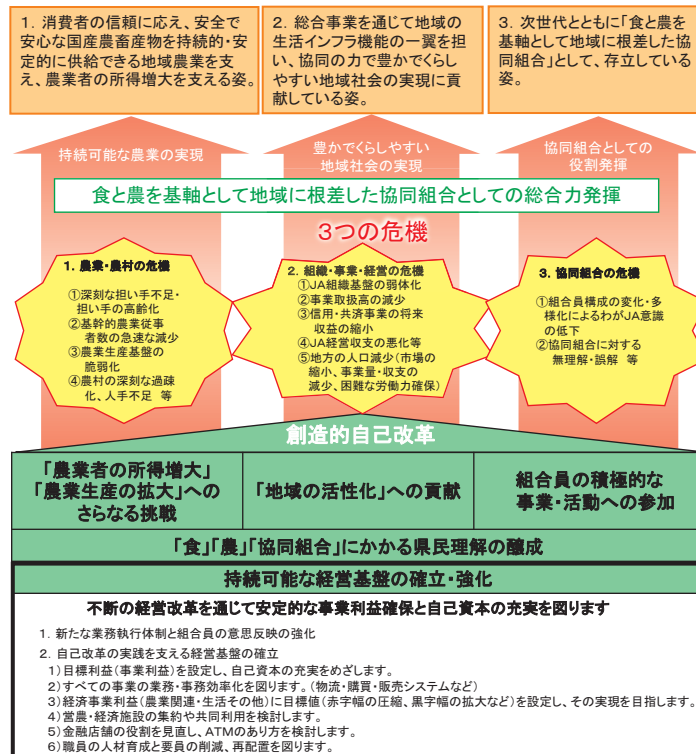 1. 消費者の信頼に応え、安全で
安心な国産農畜産物を持続的・安
定的に供給できる地域農業を支
え、農業者の所得増大を支える姿。
2. 総合事業を通じて地域の
生活インフラ機能の一翼を担
い、協同の力で豊かでくらし
やすい地域社会の実現に貢
献している姿。
3. 次世代とともに「食と農を
基軸として地域に根差した協
同組合」として、存立している
姿。
持続可能な農業の実現
豊かでくらしやすい
地域社会の実現
協同組合としての
役割発揮
食と農を基軸として地域に根差した協同組合としての総合力発揮
3つの危機
1. 農業・農村の危機
①深刻な担い手不足・
担い手の高齢化
②基幹的農業従事
者数の急速な減少
③農業生産基盤の
脆弱化
④農村の深刻な過疎
化、人手不足 等
2. 組織・事業・経営の危機
①JA組織基盤の弱体化
②事業取扱高の減少
③信用・共済事業の将来
収益の縮小
④JA経営収支の悪化等
⑤地方の人口減少(市場の
縮小、事業量・収支の
減少、困難な労働力確保)
3. 協同組合の危機
①組合員構成の変化・多
様化によるわがJA意識
の低下
②協同組合に対する
無理解・誤解 等
創造的自己改革
「農業者の所得増大」
「農業生産の拡大」への
さらなる挑戦
「地域の活性化」への貢献
組合員の積極的な
事業・活動への参加
「食」「農」「協同組合」にかかる県民理解の醸成
持続可能な経営基盤の確立・強化
不断の経営改革を通じて安定的な事業利益確保と自己資本の充実を図ります
1. 新たな業務執行体制と組合員の意思反映の強化
2. 自己改革の実践を支える経営基盤の確立
1)目標利益(事業利益)を設定し、自己資本の充実をめざします。
2)すべての事業の業務・事務効率化を図ります。(物流・購買・販売システムなど)
3)経済事業利益(農業関連・生活その他)に目標値(赤字幅の圧縮、黒字幅の拡大など)を設定し、その実現を目指します。
4)営農・経済施設の集約や共同利用を検討します。
5)金融店舗の役割を見直し、ATMのあり方を検討します。
6)職員の人材育成と要員の削減、再配置を図ります。